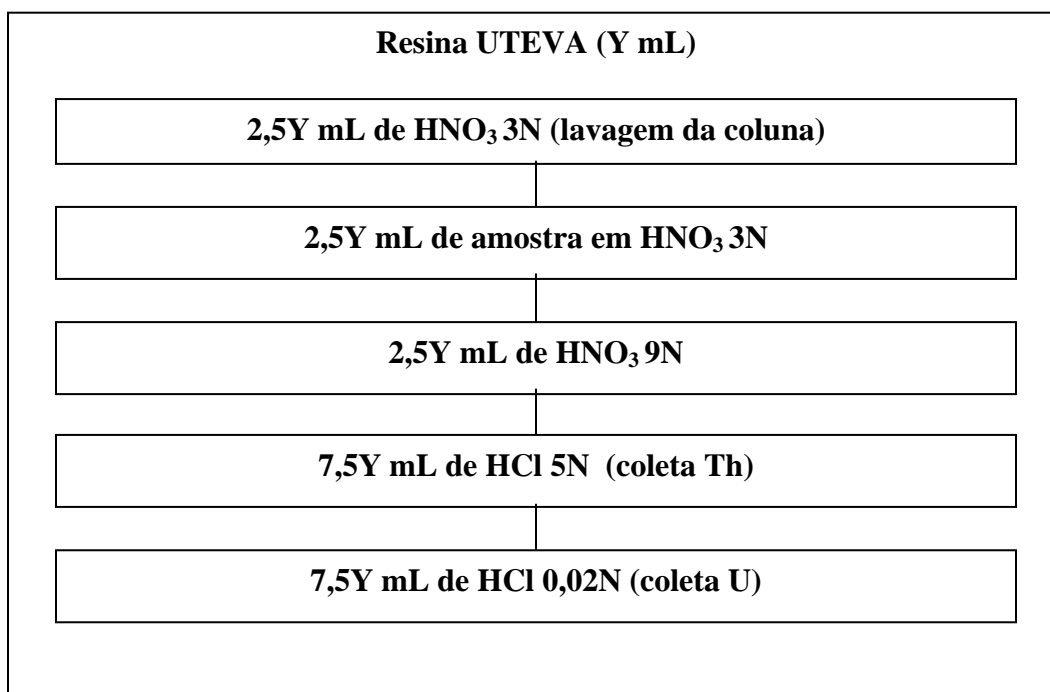 Resina UTEVA (Y mL)
2,5Y mL de HNO₃ 3N (lavagem da coluna)
2,5Y mL de amostra em HNO₃ 3N
2,5Y mL de HNO₃ 9N
7,5Y mL de HCl 5N (coleta Th)
7,5Y mL de HCl 0,02N (coleta U)